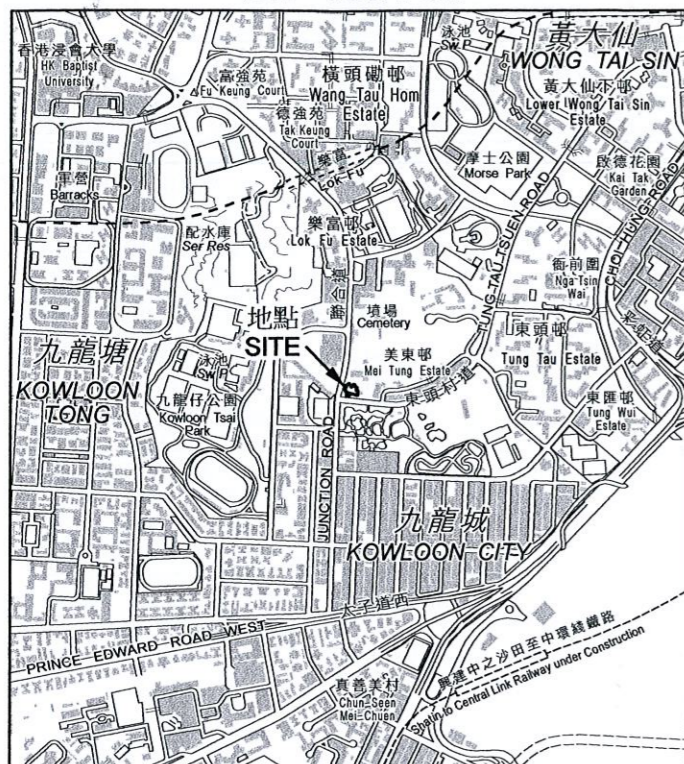 香港浸會大學
HK Baptist
University
富強苑
Fu Keung Court
橫頭磡邨
Wang Tau Hom
Estate
泳池
SwP
黃大仙
WONG TAI SIN
黃大仙下邨
Lower Wong Tai Sin
Estate
德強苑
Tak Keung
Court
樂富
Lok Fu
軍營
Barracks
摩士公園
Morse Park
啟德花園
Kai Tak
Garden
配水庫
Ser Res
樂富邨
Lok Fu Estate
TUNG TAU TSUEN ROAD
CHOI HUNG ROAD
彩虹道
衙前圍
Nga Tsin
Wai
聯合道
墳場
Cemetery
地點
SITE
美東邨
Mei Tung Estate
東頭邨
Tung Tau Estate
東頭村道
東匯邨
Tung Wui
Estate
九龍塘
KOWLOON
TONG
泳池
SwP
九龍仔公園
Kowloon Tsai
Park
JUNCTION ROAD
九龍城
KOWLOON CITY
太子道西
PRINCE EDWARD ROAD WEST
興建中之沙田至中環綫鐵路
Shatin to Central Link Railway under Construction
真善美村
Chun Seen
Mei Chuen